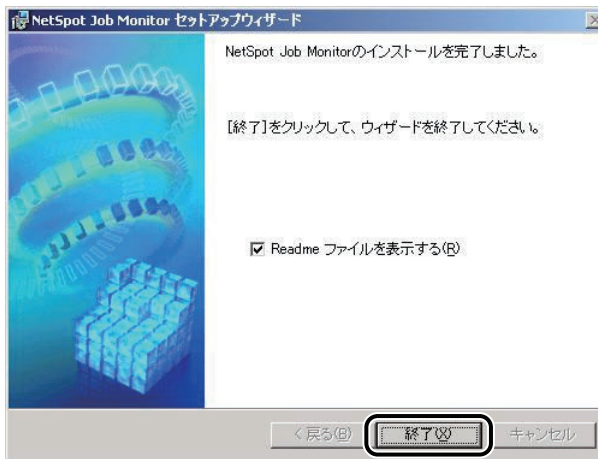 NetSpot Job Monitor セットアップウィザード
NetSpot Job Monitorのインストールを完了しました。
[終了]をクリックして、ウィザードを終了してください。
Readme ファイルを表示する(R)
< 戻る(B)
終了(X)
キャンセル